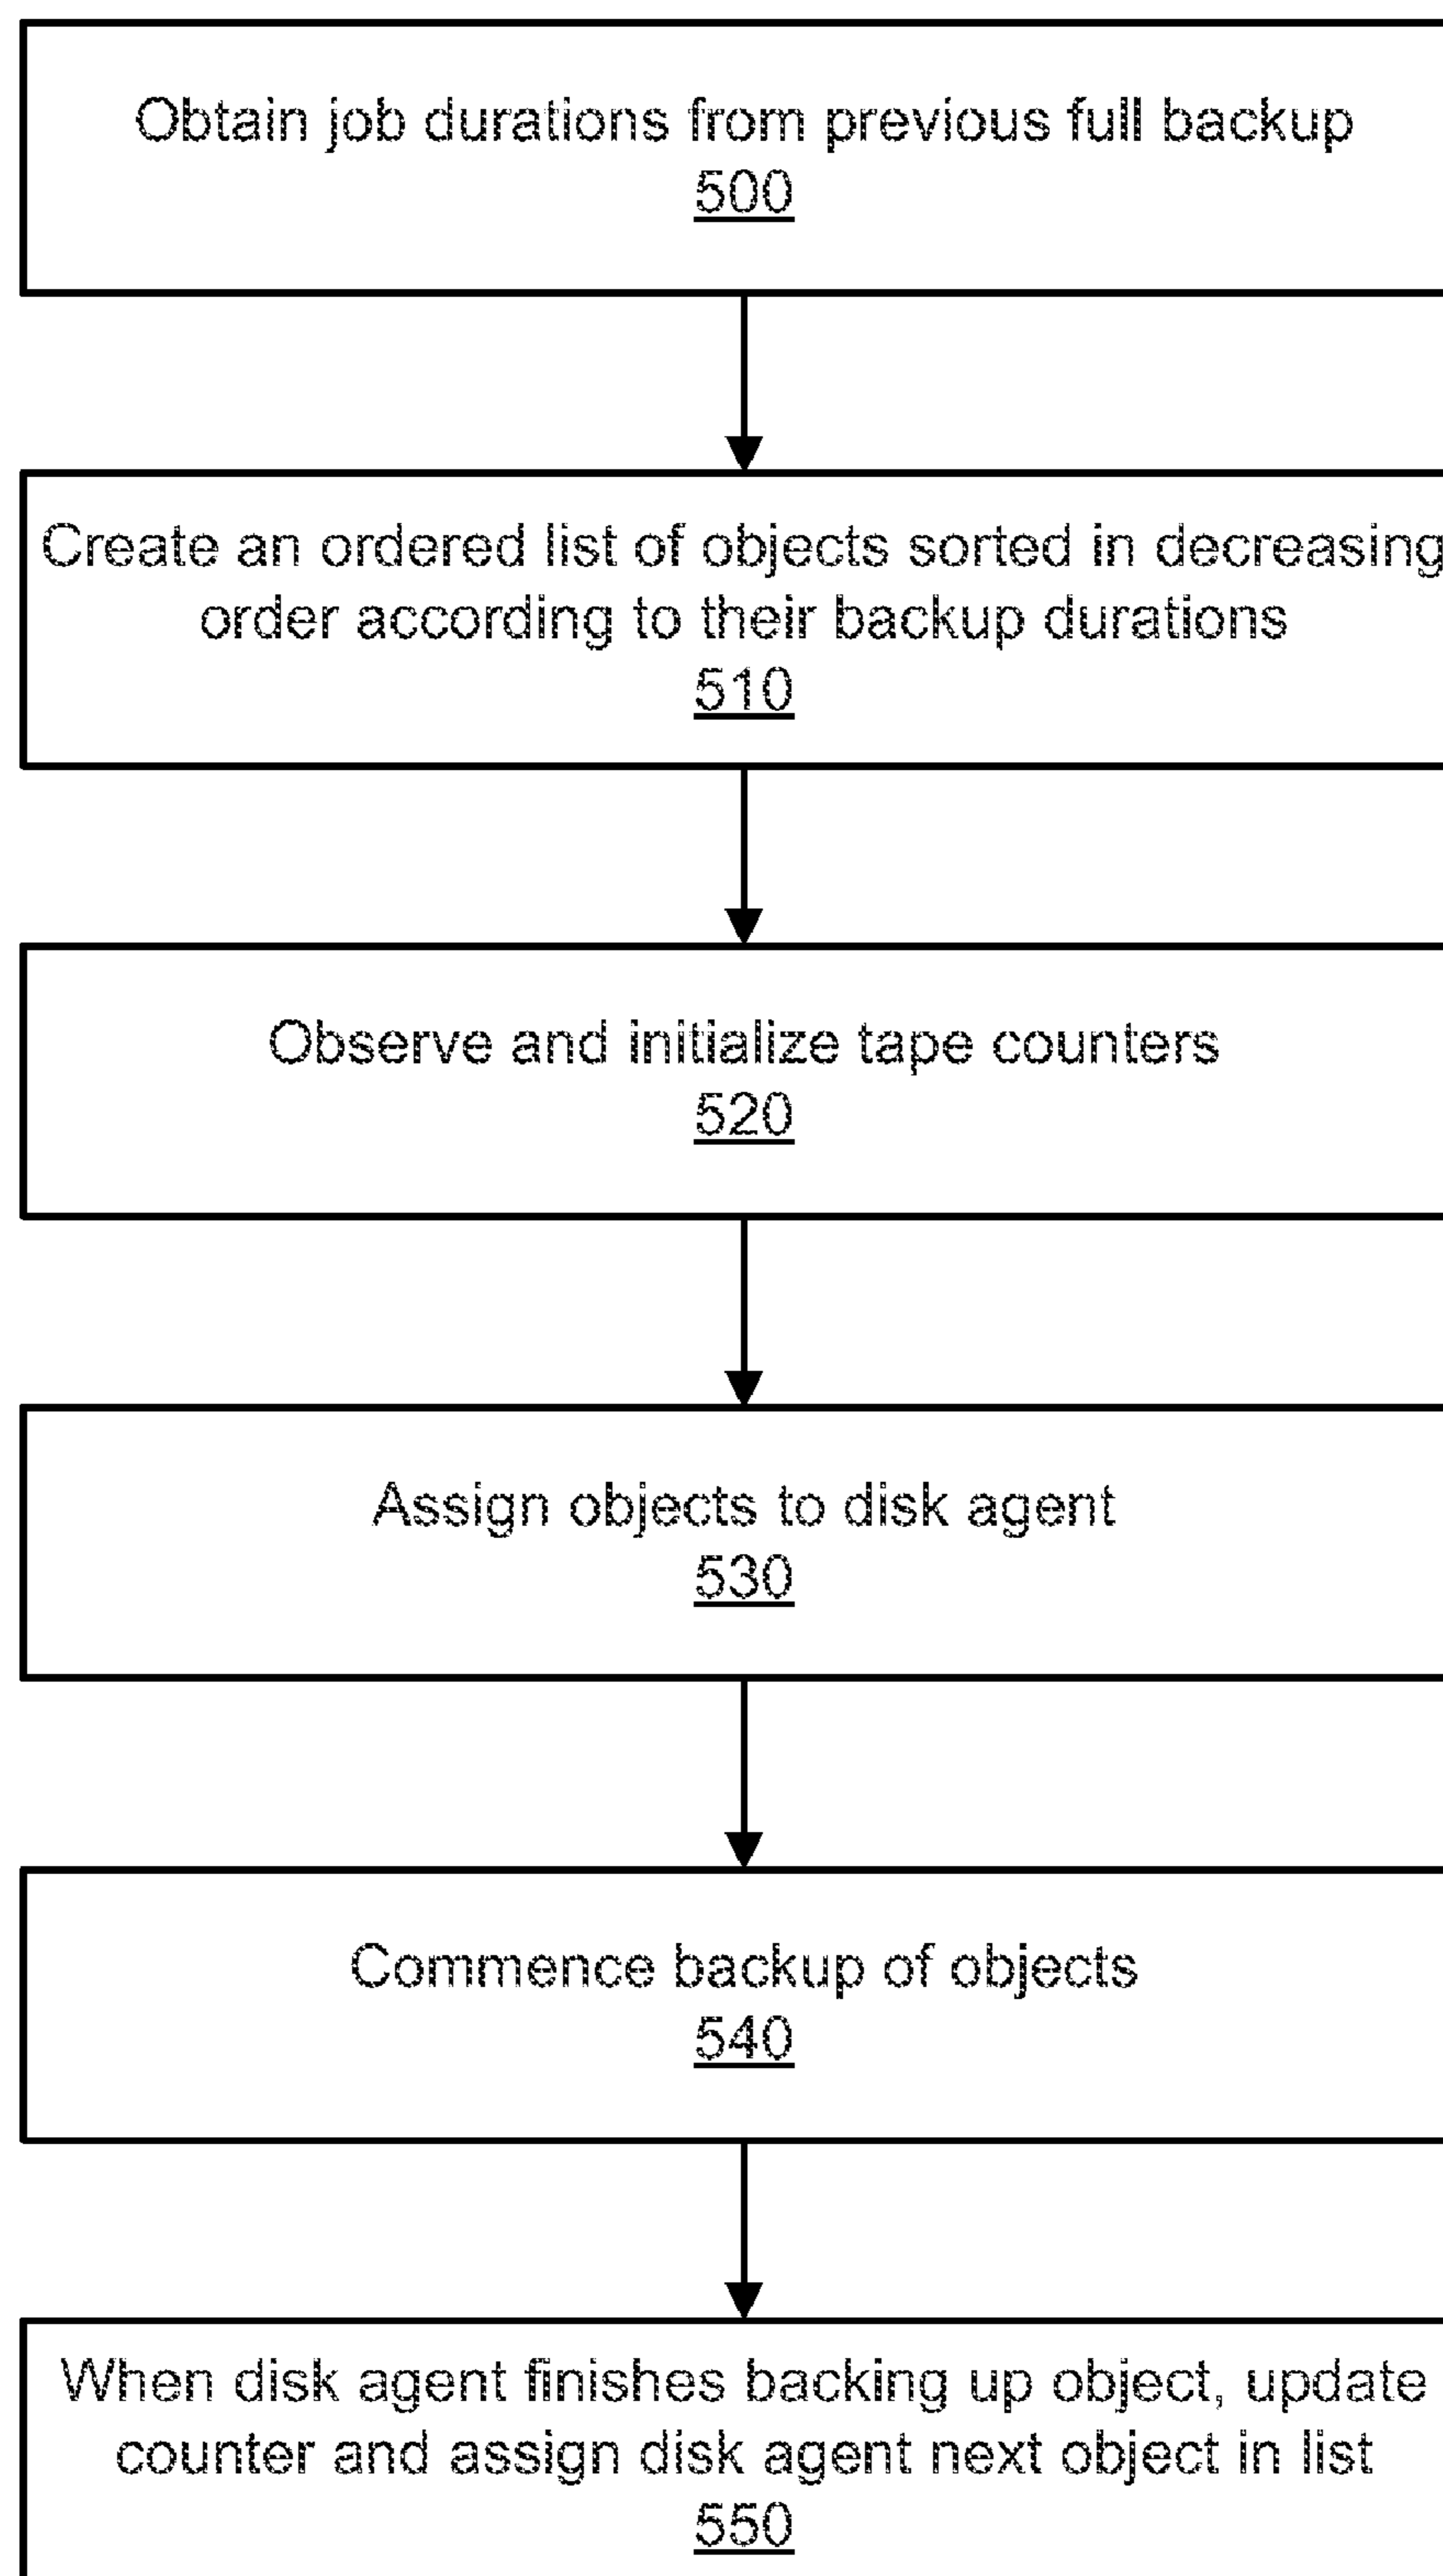 Obtain job durations from previous full backup
500
Create an ordered list of objects sorted in decreasing
order according to their backup durations
510
Observe and initialize tape counters
520
Assign objects to disk agent
530
Commence backup of objects
540
When disk agent finishes backing up object, update
counter and assign disk agent next object in list
550